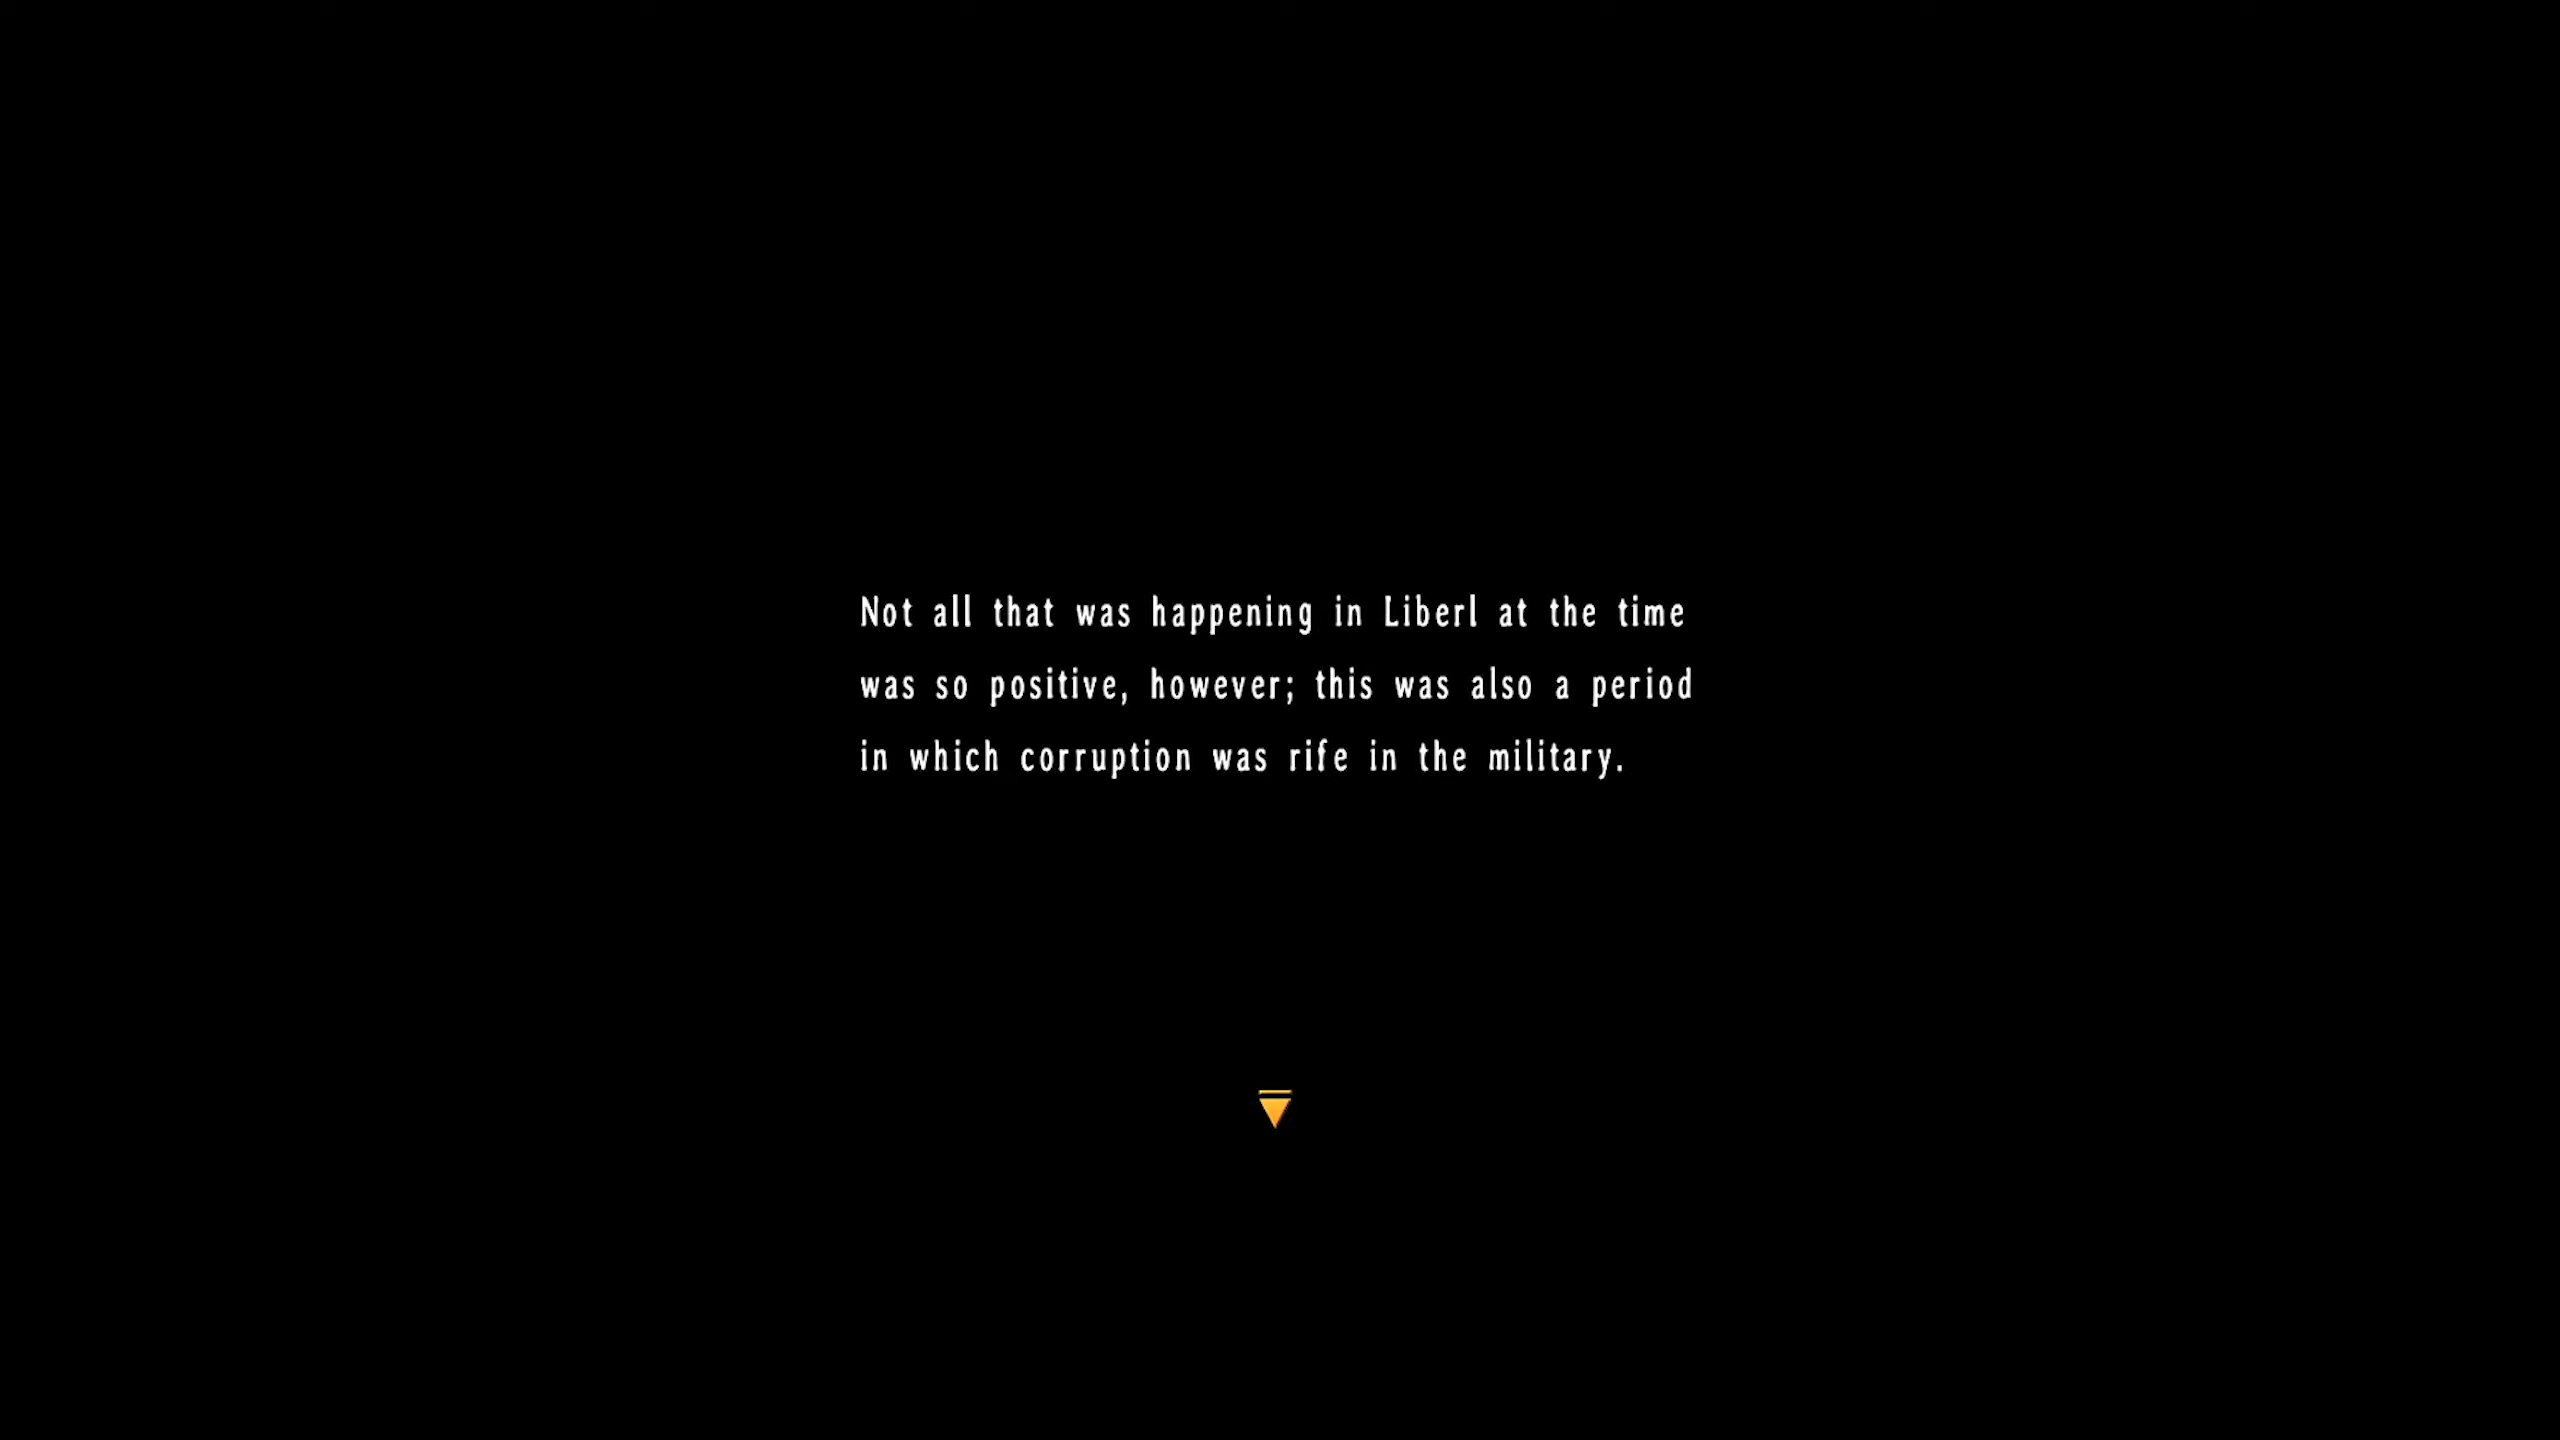 Not all that was happening in Liberl at the time
was so positive, however; this was also a period
in which corruption was rife in the military.